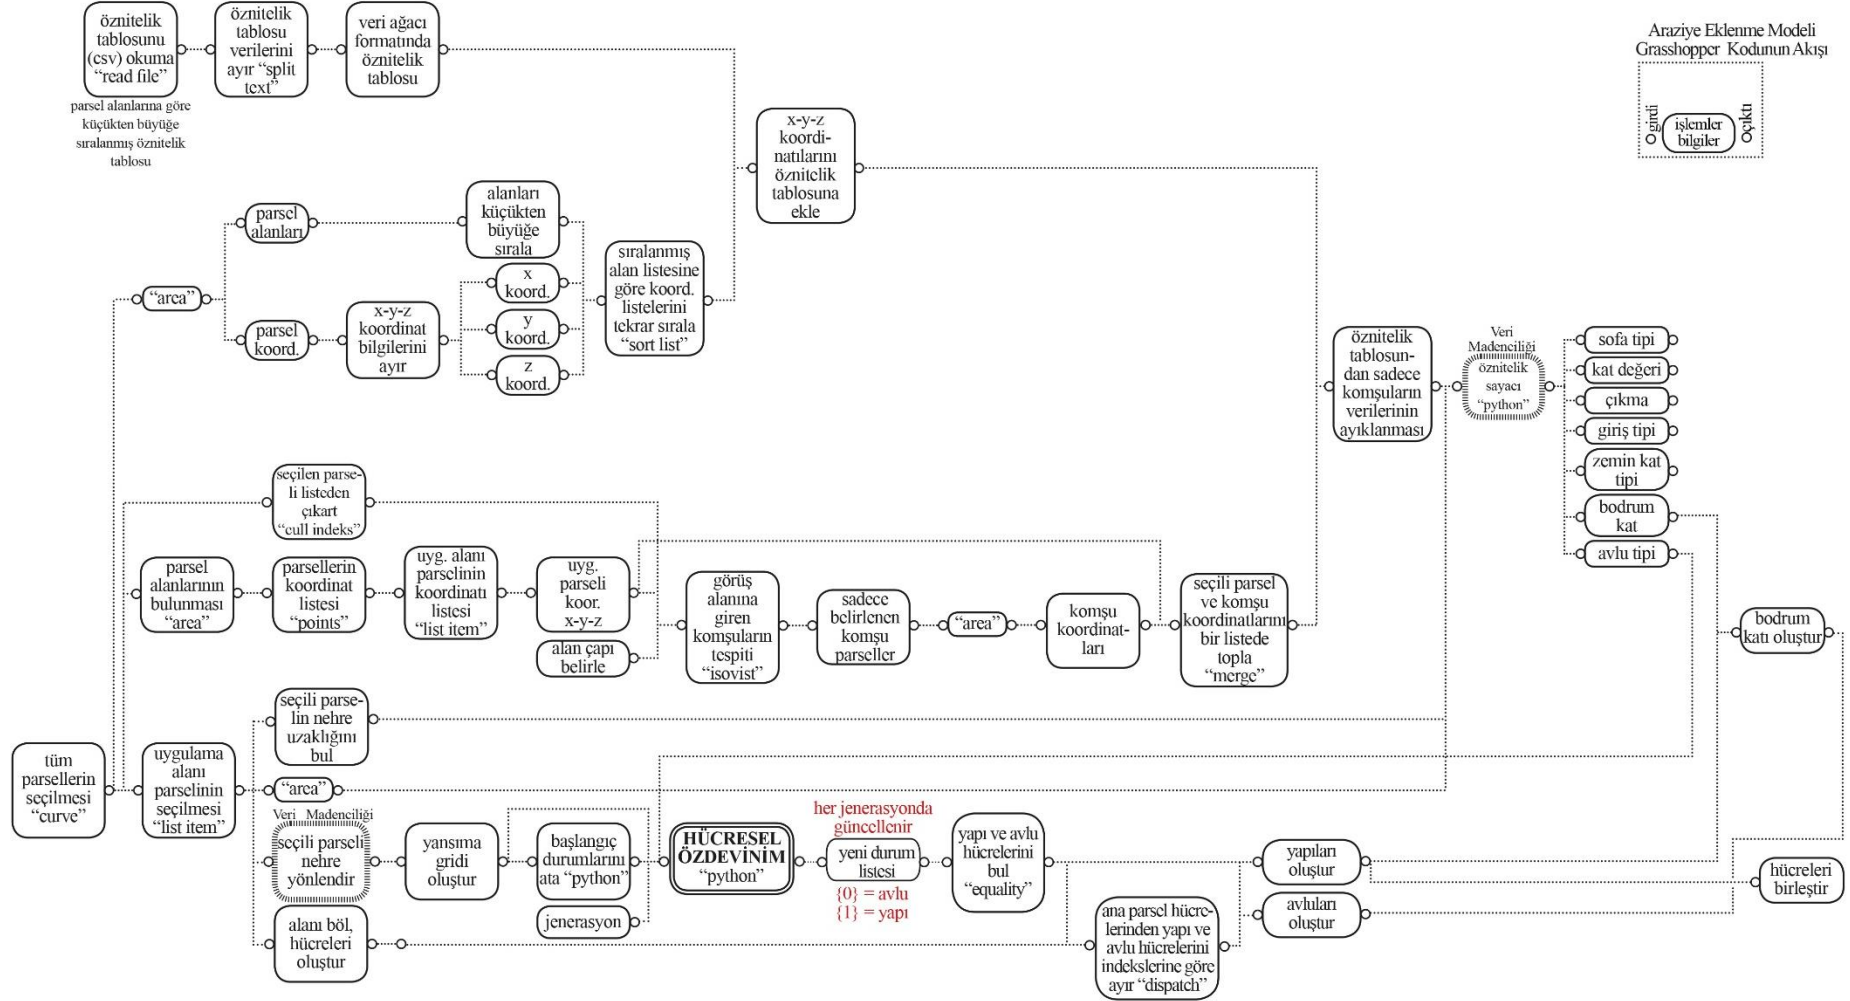 öznitelik
tablosunu
(csv) okuma
“read file”
parsel alanlarına göre
küçükten büyüğe
sıralanmış öznitelik
tablosu
öznitelik
tablosu
verilerini
ayır “split
text”
veri ağacı
formatında
öznitelik
tablosu
Araziye Eklenme Modeli
Grasshopper Kodunun Akışı
girdi
işlemler
bilgiler
çıktı
x-y-z
koordi-
natılarını
öznitelik
tablosuna
ekle
parsel
alanları
alanları
küçükten
büyüğe
sırala
“area”
parsel
koord.
x-y-z
koordinat
bilgilerini
ayır
x
koord.
y
koord.
z
koord.
sıralanmış
alan listesine
göre koord.
listelerini
tekrar sırala
“sort list”
öznitelik
tablosun-
dan sadece
komşuların
verilerinin
ayıklanması
Veri
Madenciliği
öznitelik
sayacı
“python”
sofa tipi
kat değeri
çıkma
giriş tipi
zemin kat
tipi
bodrum
kat
avlu tipi
seçilen parse-
li listeden
çıkart
“cull indeks”
parsel
alanlarının
bulunması
“area”
parsellerin
koordinat
listesi
“points”
uyg. alanı
parselinin
koordinatı
listesi
“list item”
uyg.
parseli
koor.
x-y-z
alan çapı
belirle
görüş
alanına
giren
komşuların
tespiti
“isovist”
sadece
belirlenen
komşu
parseller
“area”
komşu
koordinat-
ları
seçili parsel
ve komşu
koordinatlarını
bir listede
topla
“merge”
bodrum
katı oluştur
seçili parse-
lin nehre
uzaklığını
bul
tüm
parsellerin
seçilmesi
“curve”
uygulama
alanı
parselinin
seçilmesi
“list item”
“area”
Veri Madenciliği
seçili parseli
nehre
yönlendir
yansıma
gridi
oluştur
başlangıç
durumlarını
ata “python”
jenerasyon
HÜCRESEL
ÖZDEVİNİM
“python”
her jenerasyonda
güncellenir
yeni durum
listesi
{0} = avlu
{1} = yapı
yapı ve avlu
hücrelerini
bul
“equality”
yapıları
oluştur
avluları
oluştur
hücreleri
birleştir
alanı böl,
hücreleri
oluştur
ana parsel hücre-
lerinden yapı ve
avlu hücrelerini
indekslerine göre
ayır “dispatch”